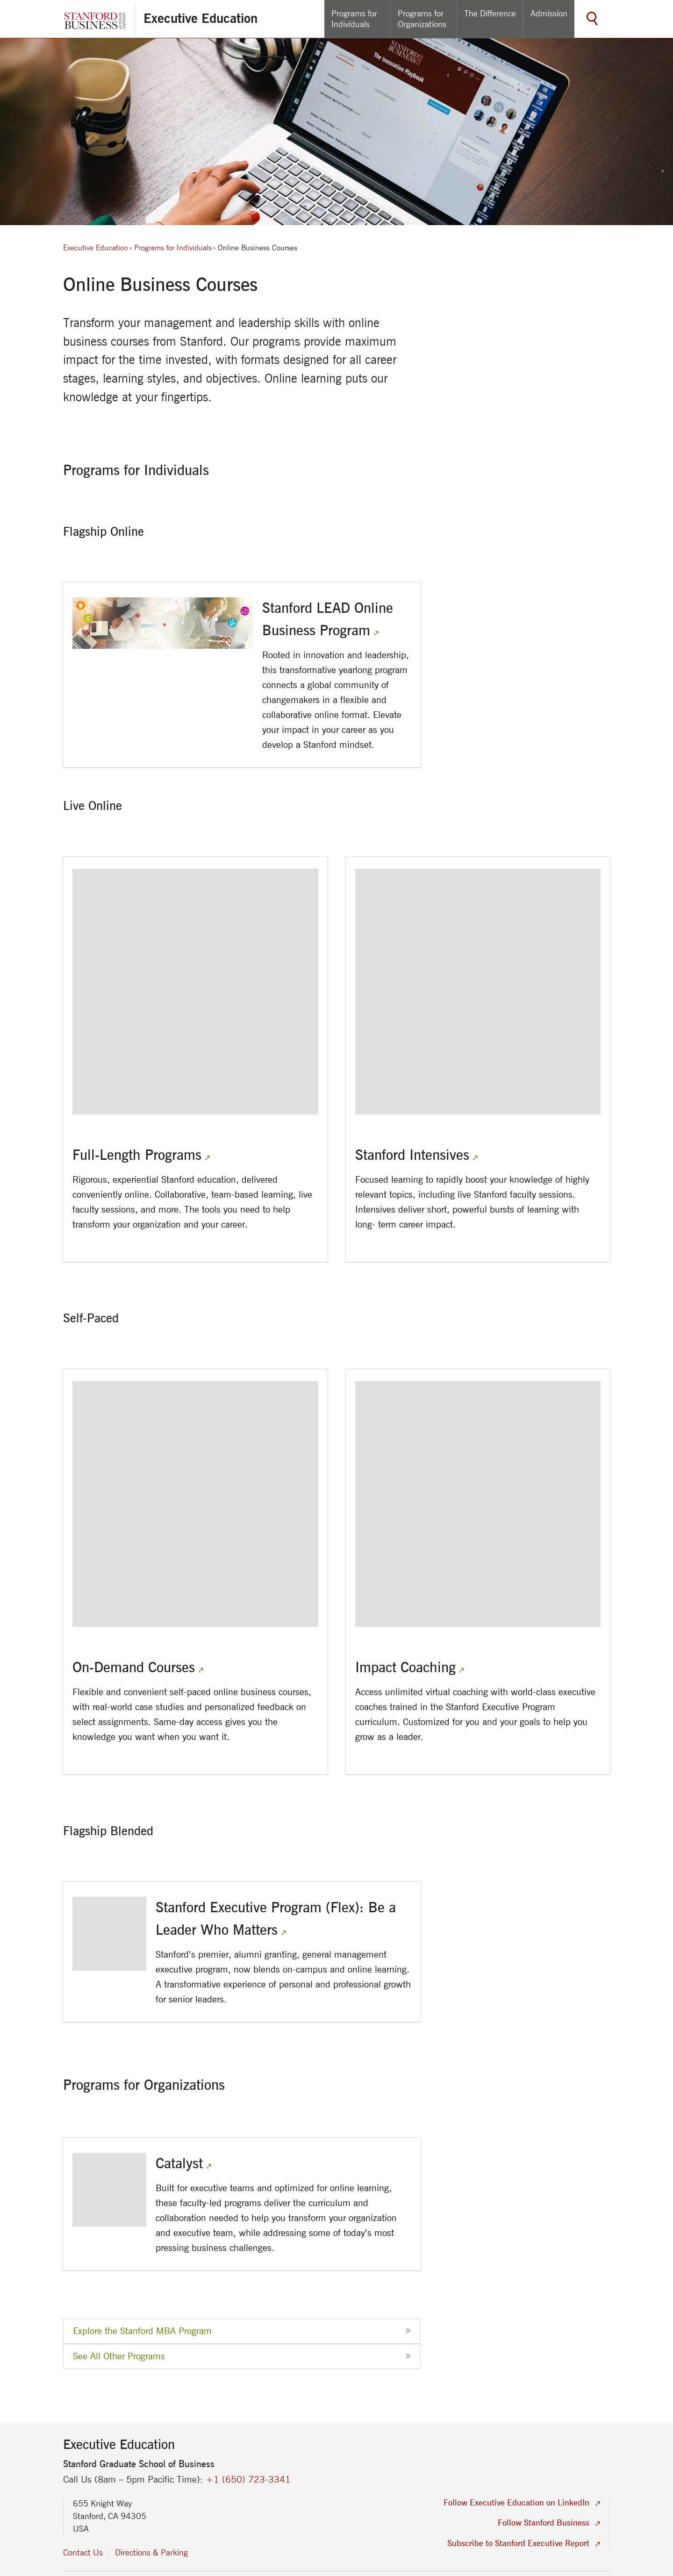 STANFORD
BUSINESS
Executive Education
Programs for
Individuals
Programs for
Organizations
The Difference
Admission
STANFORD
BUSINESS
The Innovation Playbook
Executive Education › Programs for Individuals › Online Business Courses
Online Business Courses
Transform your management and leadership skills with online
business courses from Stanford. Our programs provide maximum
impact for the time invested, with formats designed for all career
stages, learning styles, and objectives. Online learning puts our
knowledge at your fingertips.
Programs for Individuals
Flagship Online
Stanford LEAD Online
Business Program
Rooted in innovation and leadership,
this transformative yearlong program
connects a global community of
changemakers in a flexible and
collaborative online format. Elevate
your impact in your career as you
develop a Stanford mindset.
Live Online
Full-Length Programs
Rigorous, experiential Stanford education, delivered
conveniently online. Collaborative, team-based learning, live
faculty sessions, and more. The tools you need to help
transform your organization and your career.
Stanford Intensives
Focused learning to rapidly boost your knowledge of highly
relevant topics, including live Stanford faculty sessions.
Intensives deliver short, powerful bursts of learning with
long- term career impact.
Self-Paced
On-Demand Courses
Flexible and convenient self-paced online business courses,
with real-world case studies and personalized feedback on
select assignments. Same-day access gives you the
knowledge you want when you want it.
Impact Coaching
Access unlimited virtual coaching with world-class executive
coaches trained in the Stanford Executive Program
curriculum. Customized for you and your goals to help you
grow as a leader.
Flagship Blended
Stanford Executive Program (Flex): Be a
Leader Who Matters
Stanford's premier, alumni granting, general management
executive program, now blends on-campus and online learning.
A transformative experience of personal and professional growth
for senior leaders.
Programs for Organizations
Catalyst
Built for executive teams and optimized for online learning,
these faculty-led programs deliver the curriculum and
collaboration needed to help you transform your organization
and executive team, while addressing some of today's most
pressing business challenges.
Explore the Stanford MBA Program »
See All Other Programs »
Executive Education
Stanford Graduate School of Business
Call Us (8am – 5pm Pacific Time): +1 (650) 723-3341
655 Knight Way
Stanford, CA 94305
USA
Contact Us | Directions & Parking
Follow Executive Education on LinkedIn
Follow Stanford Business
Subscribe to Stanford Executive Report